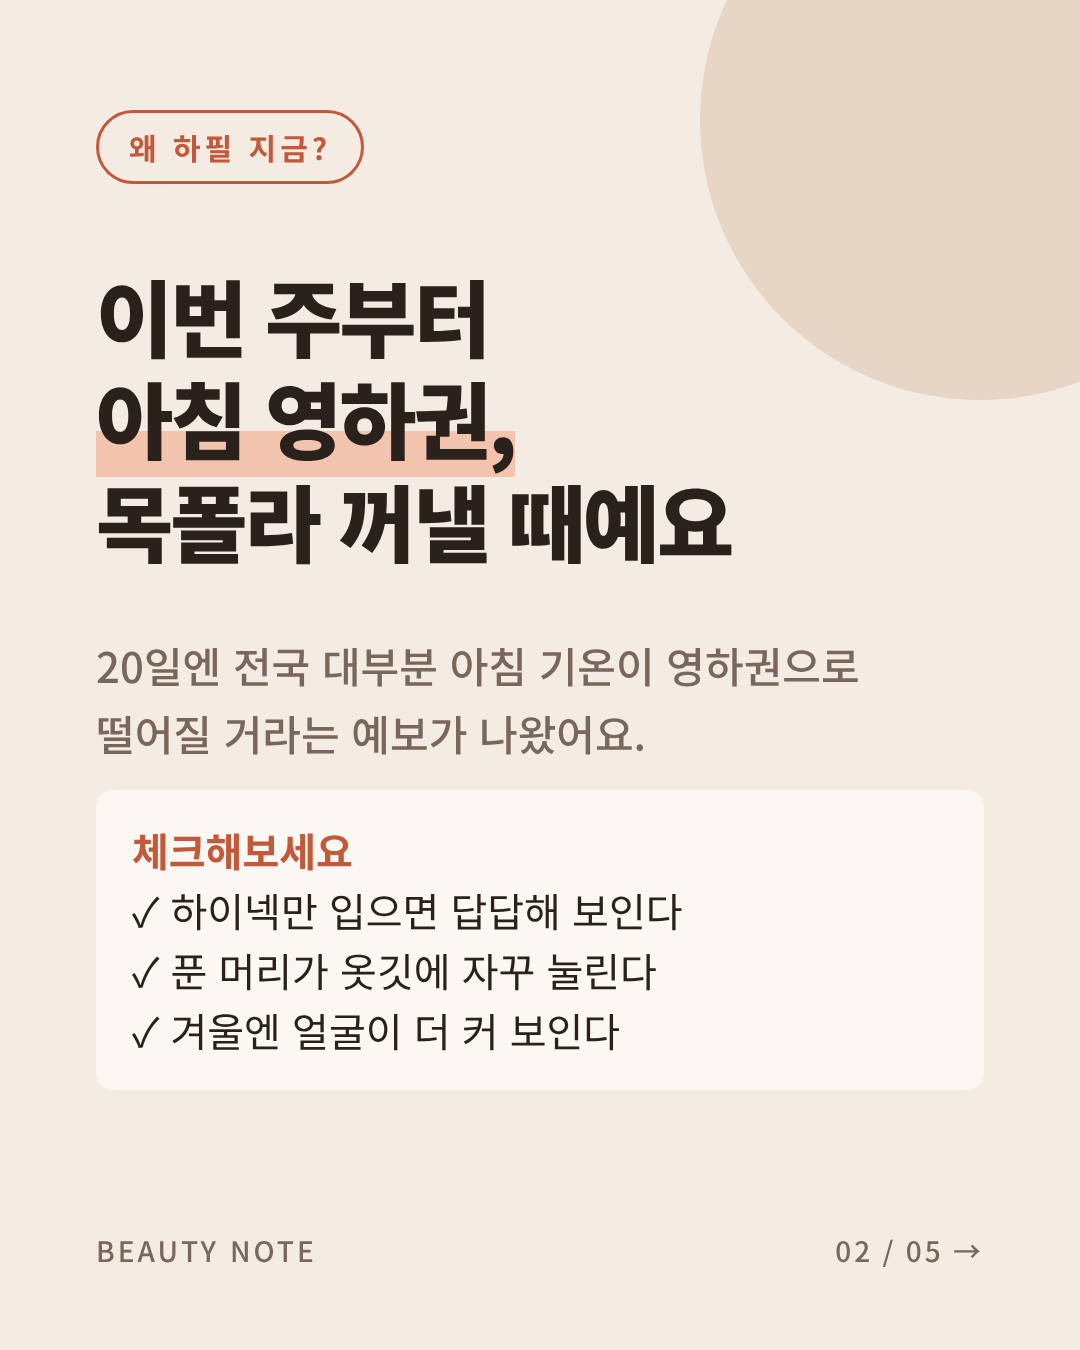 왜 하필 지금?
이번 주부터
아침 영하권,
목폴라 꺼낼 때예요
20일엔 전국 대부분 아침 기온이 영하권으로
떨어질 거라는 예보가 나왔어요.
체크해보세요
✓ 하이넥만 입으면 답답해 보인다
✓ 푼 머리가 옷깃에 자꾸 눌린다
✓ 겨울엔 얼굴이 더 커 보인다
BEAUTY NOTE
02 / 05 →